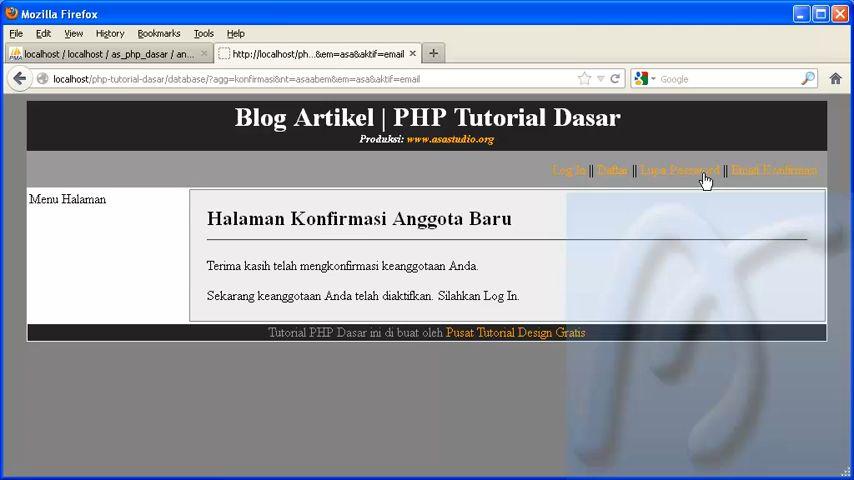 Mozilla Firefox
File Edit View History Bookmarks Tools Help
localhost / localhost / as_php_dasar / an...
http://localhost/ph...&em=asa&aktif=email
localhost/php-tutorial-dasar/database/?agg=konfirmasi&nt=asaabem&em=asa&aktif=email
Google
Blog Artikel | PHP Tutorial Dasar
Produksi: www.asastudio.org
Log In || Daftar || Lupa Password || Email Konfirmasi
Menu Halaman
Halaman Konfirmasi Anggota Baru
Terima kasih telah mengkonfirmasi keanggotaan Anda.
Sekarang keanggotaan Anda telah diaktifkan. Silahkan Log In.
Tutorial PHP Dasar ini di buat oleh Pusat Tutorial Design Gratis